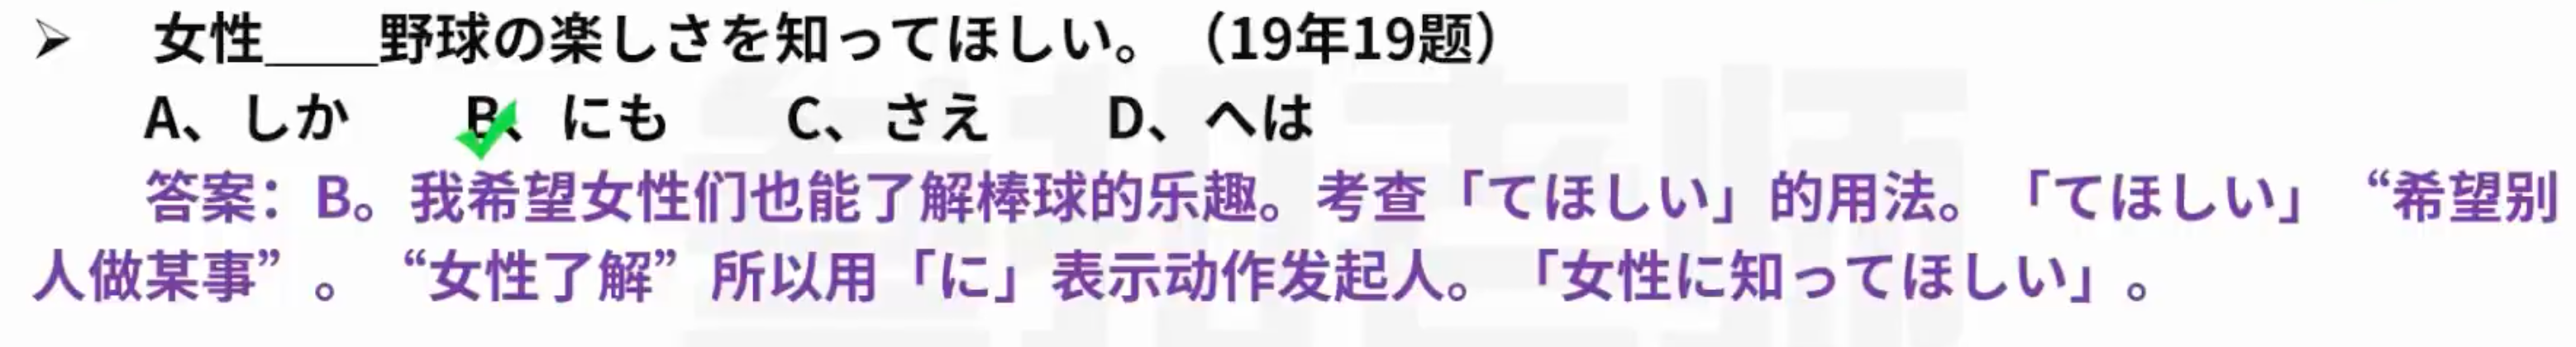 ➢ 女性____野球の楽しさを知ってほしい。（19年19题）
A、しか B、にも C、さえ D、へは
答案：B。我希望女性们也能了解棒球的乐趣。考查「てほしい」的用法。「てほしい」“希望别
人做某事”。“女性了解”所以用「に」表示动作发起人。「女性に知ってほしい」。